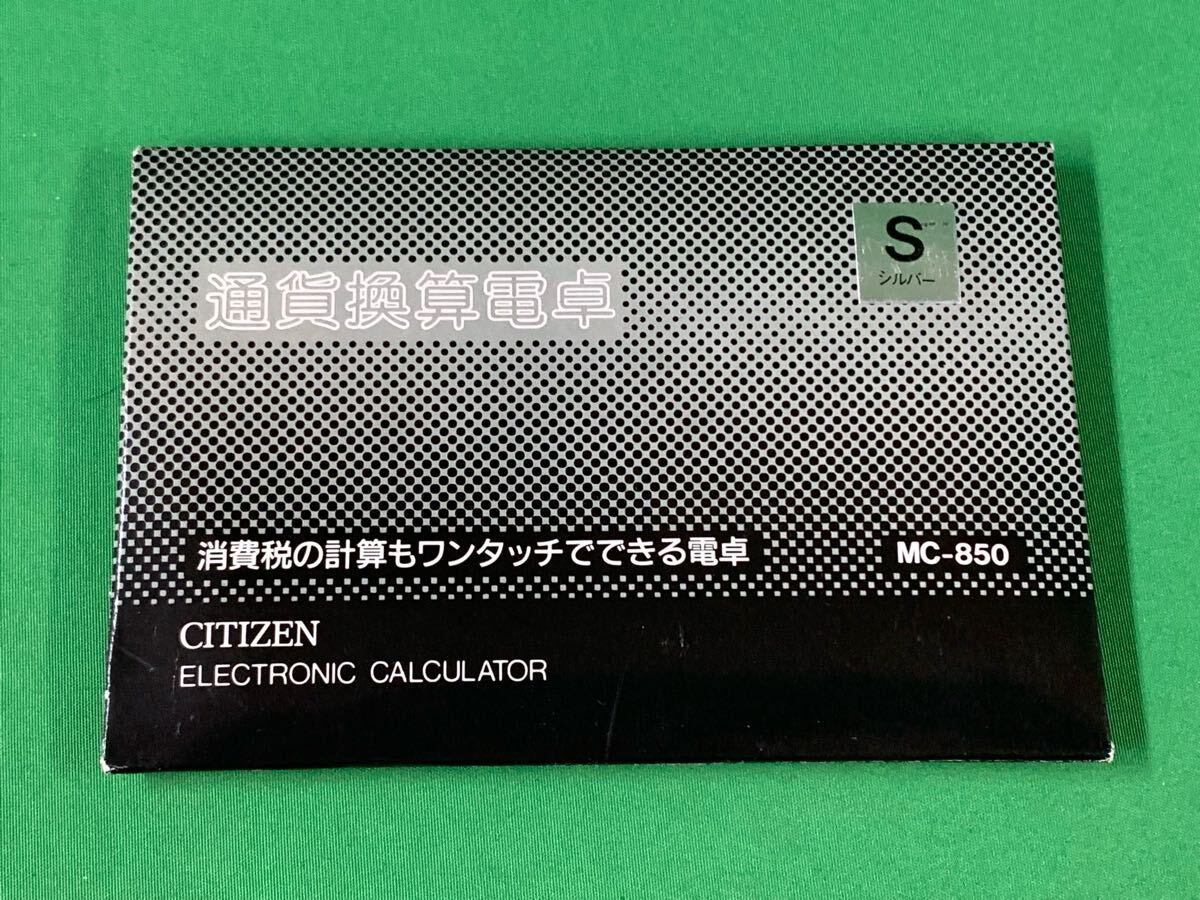 S
シルバー
通貨換算電卓
消費税の計算もワンタッチでできる電卓
MC-850
CITIZEN
ELECTRONIC CALCULATOR